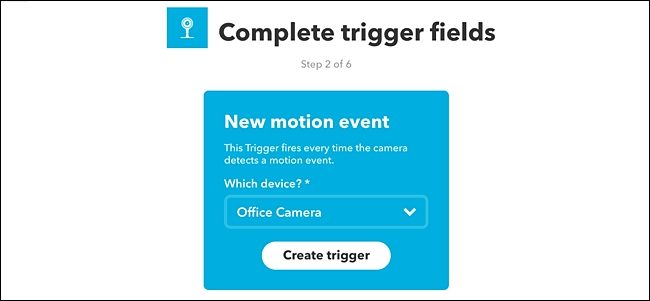 Complete trigger fields
Step 2 of 6
New motion event
This Trigger fires every time the camera
detects a motion event.
Which device? *
Office Camera
Create trigger